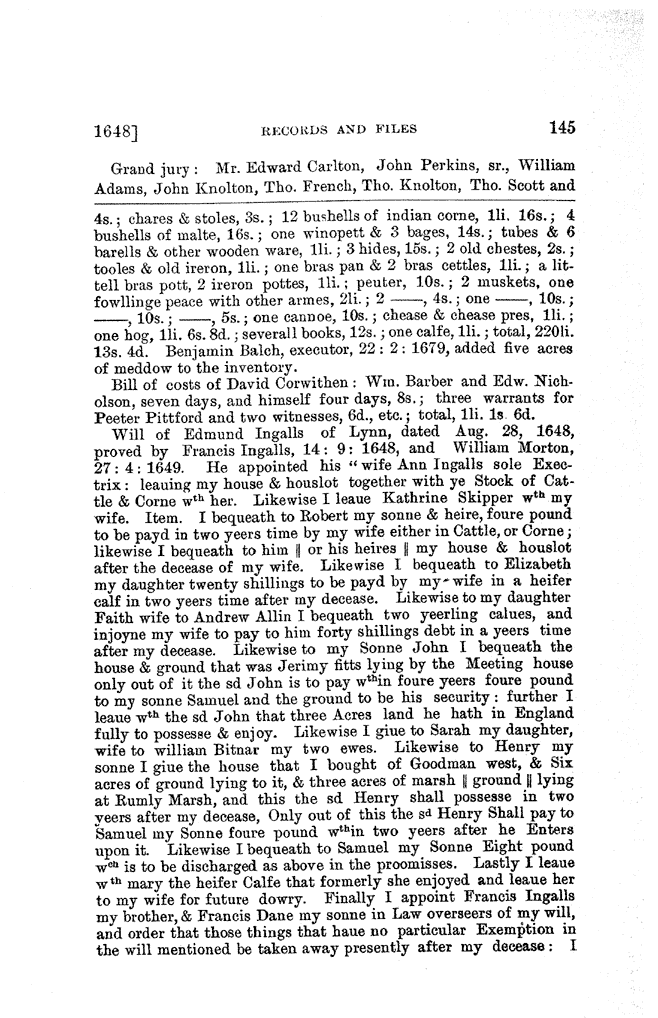 1648] RECORDS AND FILES 145
Grand jury: Mr. Edward Carlton, John Perkins, sr., William
Adams, John Knolton, Tho. French, Tho. Knolton, Tho. Scott and
4s.; chares & stoles, 3s.; 12 bushells of indian corne, 1li. 16s.; 4
bushells of malte, 16s.; one winopett & 3 bages, 14s.; tubes & 6
barells & other wooden ware, 1li.; 3 hides, 15s.; 2 old chestes, 2s.;
tooles & old ireron, 1li.; one bras pan & 2 bras cettles, 1li.; a lit-
tell bras pott, 2 ireron pottes, 1li.; peuter, 10s.; 2 muskets, one
fowllinge peace with other armes, 2li.; 2 ——, 4s.; one ——, 10s.;
——, 10s.; ——, 5s.; one cannoe, 10s.; chease & chease pres, 1li.;
one hog, 1li. 6s. 8d.; severall books, 12s.; one calfe, 1li.; total, 220li.
13s. 4d. Benjamin Balch, executor, 22: 2: 1679, added five acres
of meddow to the inventory.
Bill of costs of David Corwithen: Wm. Barber and Edw. Nich-
olson, seven days, and himself four days, 8s.; three warrants for
Peeter Pittford and two witnesses, 6d., etc.; total, 1li. 1s. 6d.
Will of Edmund Ingalls of Lynn, dated Aug. 28, 1648,
proved by Francis Ingalls, 14: 9: 1648, and William Morton,
27: 4: 1649. He appointed his "wife Ann Ingalls sole Exec-
trix: leauing my house & houslot together with ye Stock of Cat-
tle & Corne wth her. Likewise I leaue Kathrine Skipper wth my
wife. Item. I bequeath to Robert my sonne & heire, foure pound
to be payd in two yeers time by my wife either in Cattle, or Corne;
likewise I bequeath to him ‖ or his heires ‖ my house & houslot
after the decease of my wife. Likewise I bequeath to Elizabeth
my daughter twenty shillings to be payd by my wife in a heifer
calf in two yeers time after my decease. Likewise to my daughter
Faith wife to Andrew Allin I bequeath two yeerling calues, and
injoyne my wife to pay to him forty shillings debt in a yeers time
after my decease. Likewise to my Sonne John I bequeath the
house & ground that was Jerimy fitts lying by the Meeting house
only out of it the sd John is to pay wthin foure yeers foure pound
to my sonne Samuel and the ground to be his security: further I
leaue wth the sd John that three Acres land he hath in England
fully to possesse & enjoy. Likewise I giue to Sarah my daughter,
wife to william Bitnar my two ewes. Likewise to Henry my
sonne I giue the house that I bought of Goodman west, & Six
acres of ground lying to it, & three acres of marsh ‖ ground ‖ lying
at Rumly Marsh, and this the sd Henry shall possesse in two
yeers after my decease, Only out of this the sd Henry Shall pay to
Samuel my Sonne foure pound wthin two yeers after he Enters
upon it. Likewise I bequeath to Samuel my Sonne Eight pound
wch is to be discharged as above in the proomisses. Lastly I leaue
wth mary the heifer Calfe that formerly she enjoyed and leaue her
to my wife for future dowry. Finally I appoint Francis Ingalls
my brother, & Francis Dane my sonne in Law overseers of my will,
and order that those things that haue no particular Exemption in
the will mentioned be taken away presently after my decease: I